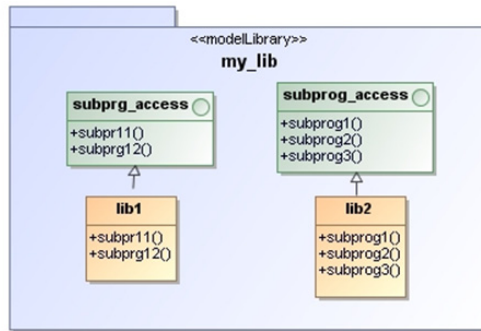 <<modelLibrary>>
my_lib
subprg_access
+subpr11()
+subprg12()
subprog_access
+subprog1()
+subprog2()
+subprog3()
lib1
+subpr11()
+subprg12()
lib2
+subprog1()
+subprog2()
+subprog3()